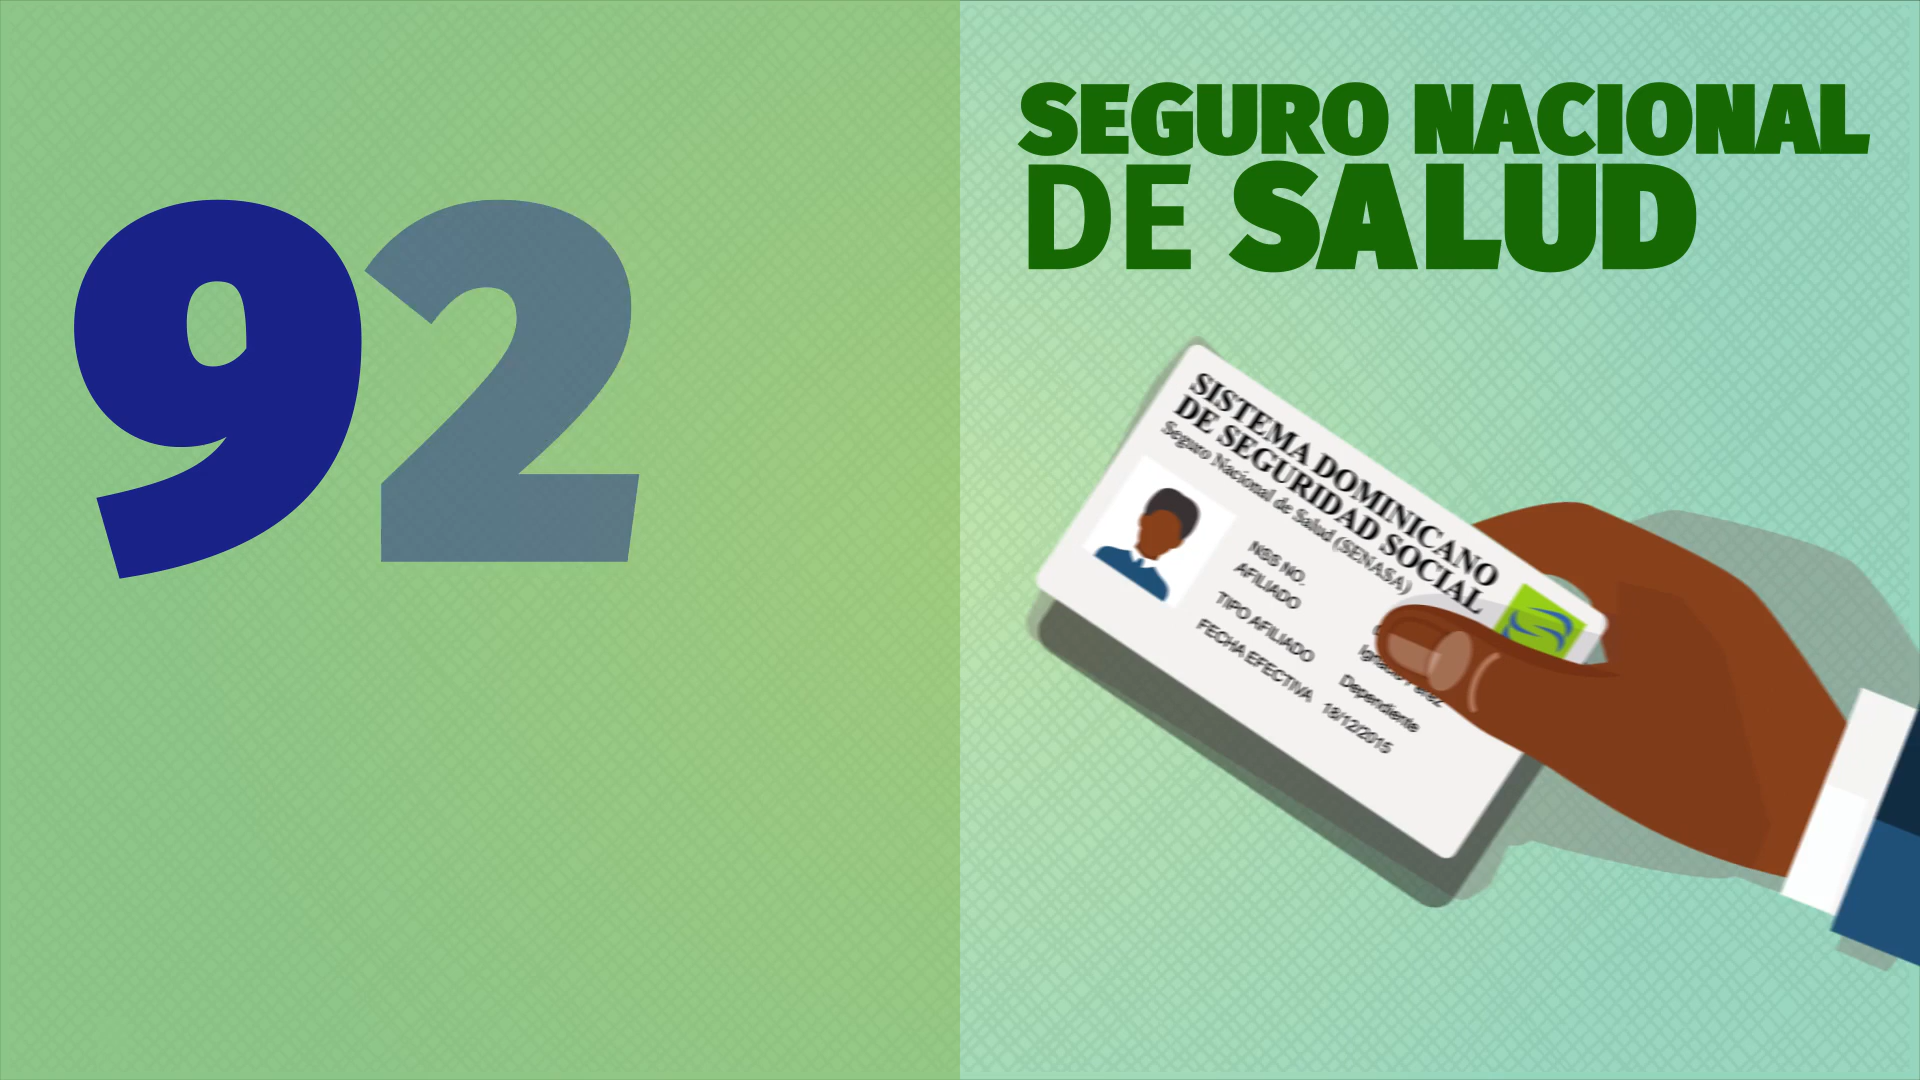 92
SEGURO NACIONAL
DE SALUD
SISTEMA DOMINICANO
DE SEGURIDAD SOCIAL
Seguro Nacional de Salud (SENASA)
NSS NO.
AFILIADO
TIPO AFILIADO Dependiente
FECHA EFECTIVA 18/12/2015